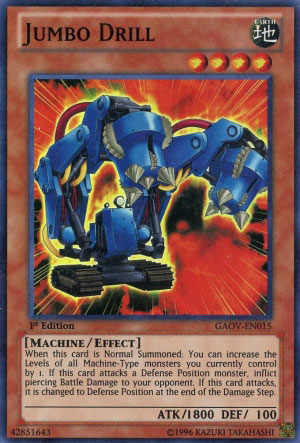 JUMBO DRILL
EARTH
地
1st Edition
GAOV-EN015
[MACHINE/EFFECT]
When this card is Normal Summoned: You can increase the
Levels of all Machine-Type monsters you currently control
by 1. If this card attacks a Defense Position monster, inflict
piercing Battle Damage to your opponent. If this card attacks,
it is changed to Defense Position at the end of the Damage Step.
ATK/1800 DEF/ 100
42851643
©1996 KAZUKI TAKAHASHI